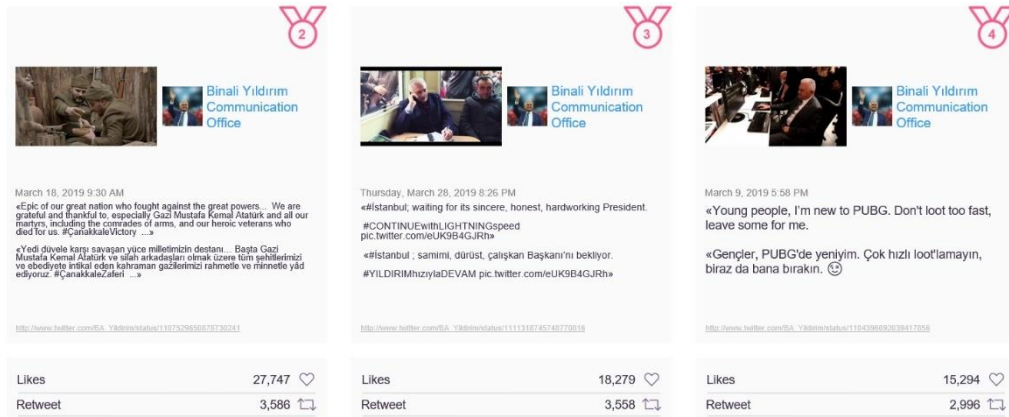 2
Binali Yıldırım
Communication
Office
March 18, 2019 9:30 AM
«Epic of our great nation who fought against the great powers... We are
grateful and thankful to, especially Gazi Mustafa Kemal Atatürk and all our
martyrs, including the comrades of arms, and our heroic veterans who
died for us. #ÇanakkaleVictory ...»
«Yedi düvele karşı savaşan yüce milletimizin destanı... Başta Gazi
Mustafa Kemal Atatürk ve silah arkadaşları olmak üzere tüm şehitlerimizi
ve ebediyete intikal eden kahraman gazilerimizi rahmetle ve minnetle yâd
ediyoruz. #ÇanakkaleZaferi ...»
Likes 27,747
Retweet 3,586
3
Binali Yıldırım
Communication
Office
Thursday, March 28, 2019 8:26 PM
«#İstanbul; waiting for its sincere, honest, hardworking President.
#CONTINUEwithLIGHTNINGspeed
pic.twitter.com/eUK9B4GJRh»
«#İstanbul ; samimi, dürüst, çalışkan Başkanı'nı bekliyor.
#YILDIRIMhızıylaDEVAM pic.twitter.com/eUK9B4GJRh»
Likes 18,279
Retweet 3,558
4
Binali Yıldırım
Communication
Office
March 9, 2019 5:58 PM
«Young people, I'm new to PUBG. Don't loot too fast,
leave some for me.
«Gençler, PUBG'de yeniyim. Çok hızlı loot'lamayın,
biraz da bana bırakın. 😉
Likes 15,294
Retweet 2,996